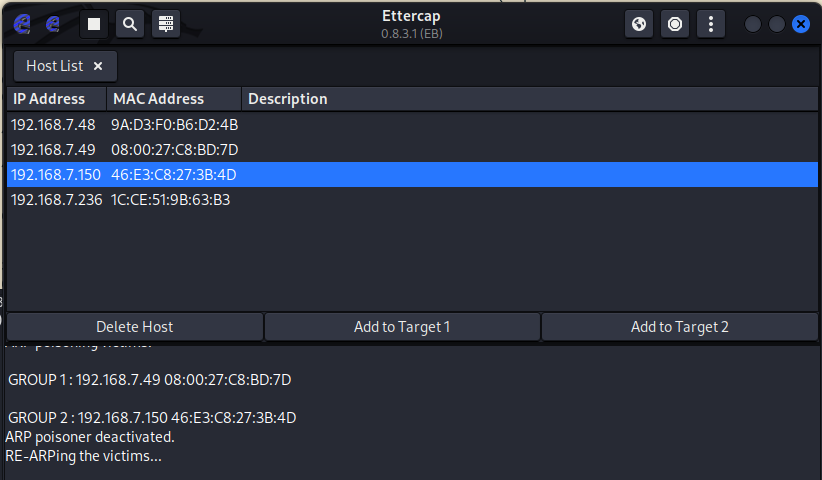 Ettercap
0.8.3.1 (EB)
Host List
IP Address MAC Address Description
192.168.7.48 9A:D3:F0:B6:D2:4B
192.168.7.49 08:00:27:C8:BD:7D
192.168.7.150 46:E3:C8:27:3B:4D
192.168.7.236 1C:CE:51:9B:63:B3
Delete Host Add to Target 1 Add to Target 2
ARP poisoning victims:
GROUP 1 : 192.168.7.49 08:00:27:C8:BD:7D
GROUP 2 : 192.168.7.150 46:E3:C8:27:3B:4D
ARP poisoner deactivated.
RE-ARPing the victims...